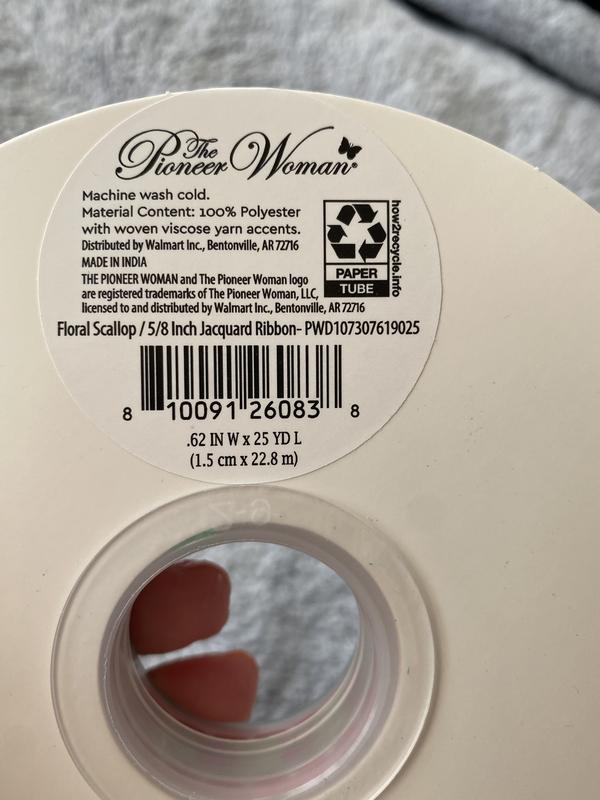 The
Pioneer Woman®
Machine wash cold.
Material Content: 100% Polyester
with woven viscose yarn accents.
Distributed by Walmart Inc., Bentonville, AR 72716
MADE IN INDIA
THE PIONEER WOMAN and The Pioneer Woman logo
are registered trademarks of The Pioneer Woman, LLC,
licensed to and distributed by Walmart Inc., Bentonville, AR 72716
how2recycle.info
PAPER
TUBE
Floral Scallop / 5/8 Inch Jacquard Ribbon- PWD107307619025
8 10091 26083 8
.62 IN W x 25 YD L
(1.5 cm x 22.8 m)